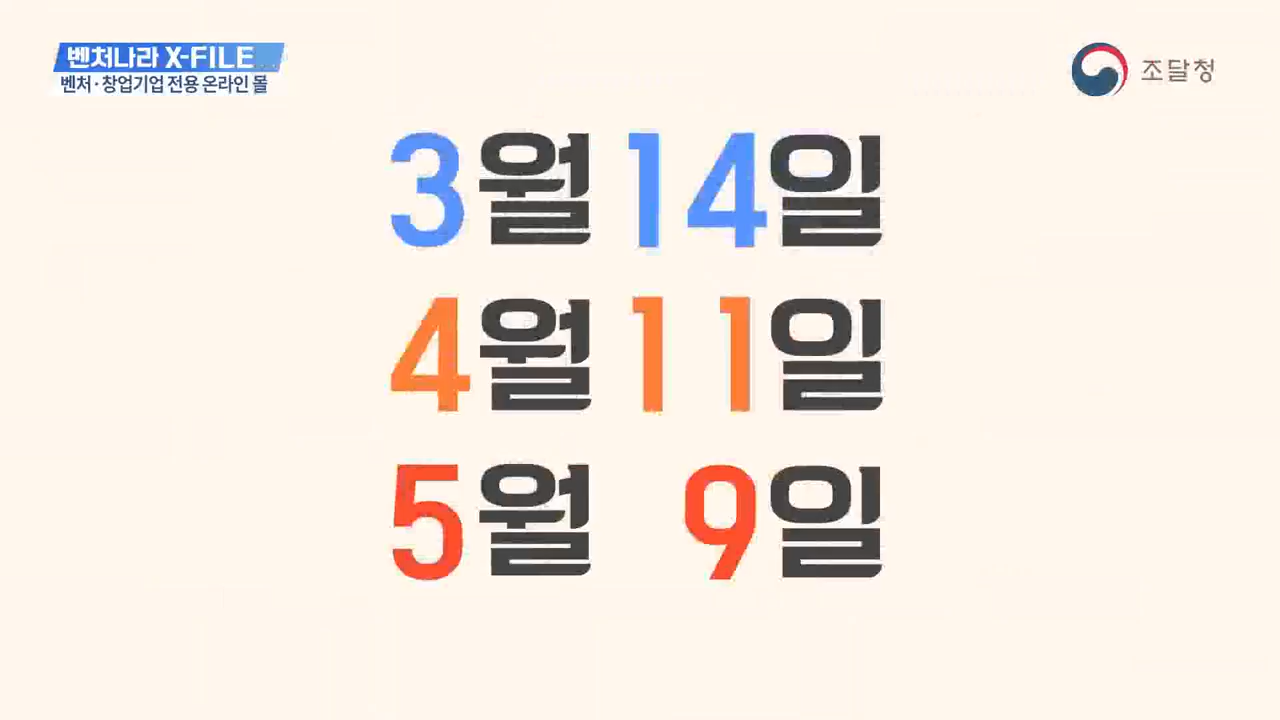 벤처나라 X-FILE
벤처·창업기업 전용 온라인 몰
조달청
3월 14일
4월 11일
5월 9일